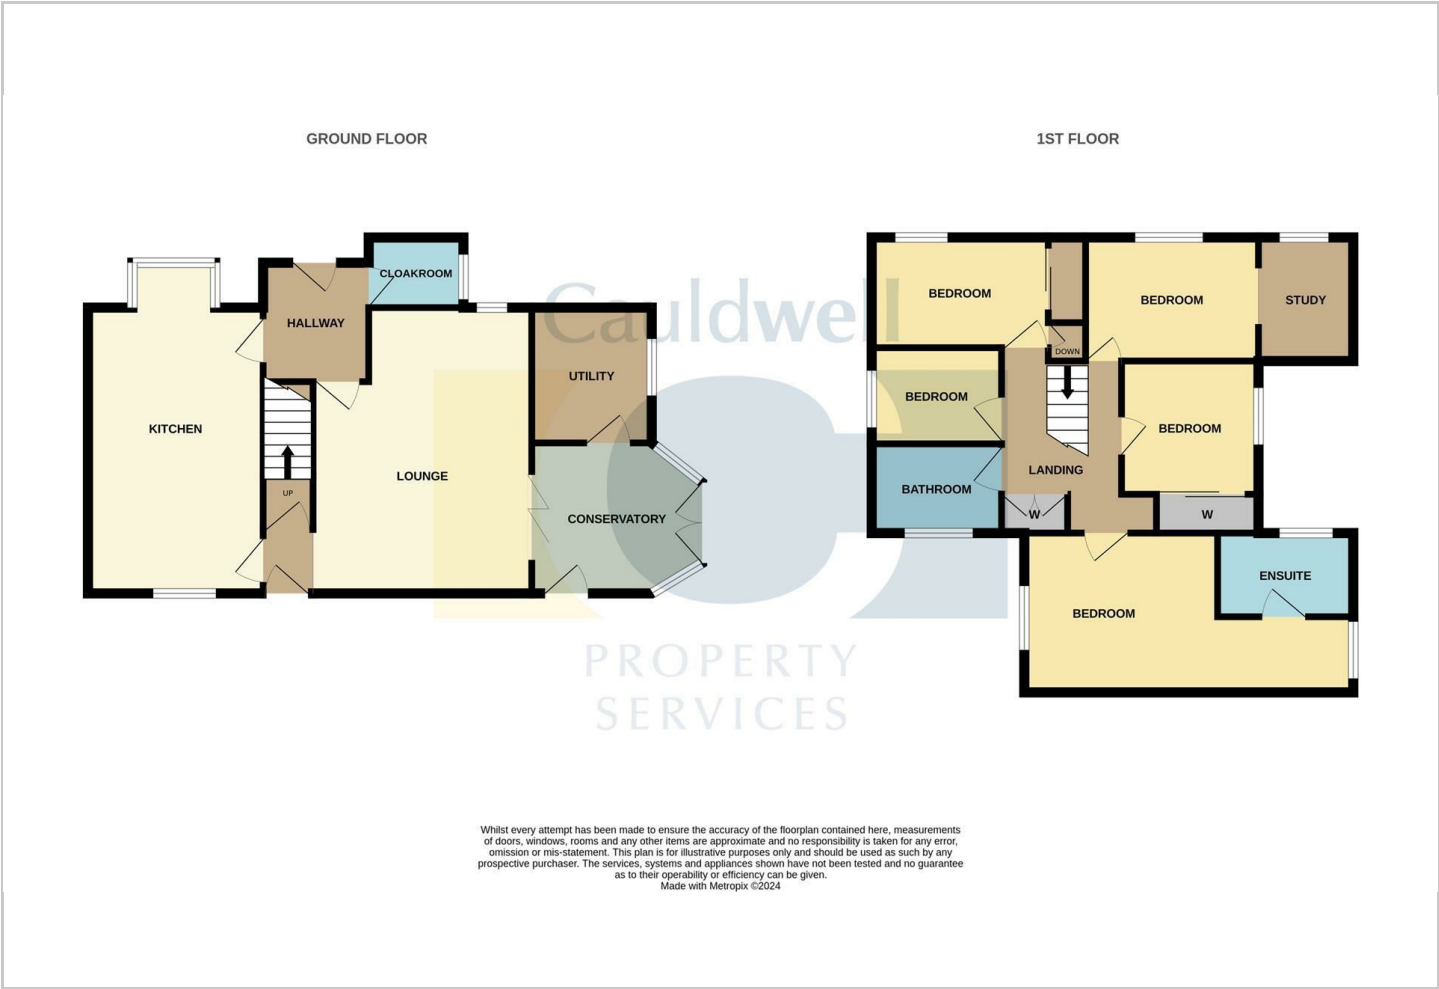 GROUND FLOOR
1ST FLOOR
CLOAKROOM
HALLWAY
KITCHEN
UTILITY
LOUNGE
UP
CONSERVATORY
BEDROOM
BEDROOM
STUDY
DOWN
BEDROOM
BEDROOM
LANDING
BATHROOM
W
W
ENSUITE
BEDROOM
Cauldwell
PROPERTY
SERVICES
Whilst every attempt has been made to ensure the accuracy of the floorplan contained here, measurements
of doors, windows, rooms and any other items are approximate and no responsibility is taken for any error,
omission or mis-statement. This plan is for illustrative purposes only and should be used as such by any
prospective purchaser. The services, systems and appliances shown have not been tested and no guarantee
as to their operability or efficiency can be given.
Made with Metropix ©2024